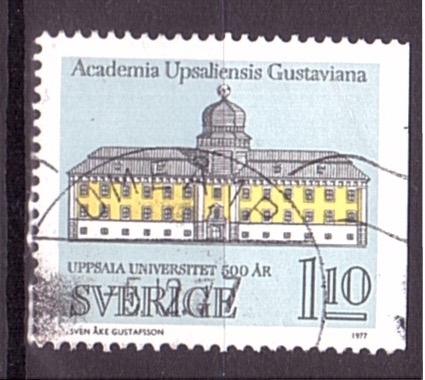 Academia Upsaliensis Gustaviana
UPPSALA UNIVERSITET 500 ÅR
SVERIGE 1.10
SVEN ÅKE GUSTAFSSON 1977